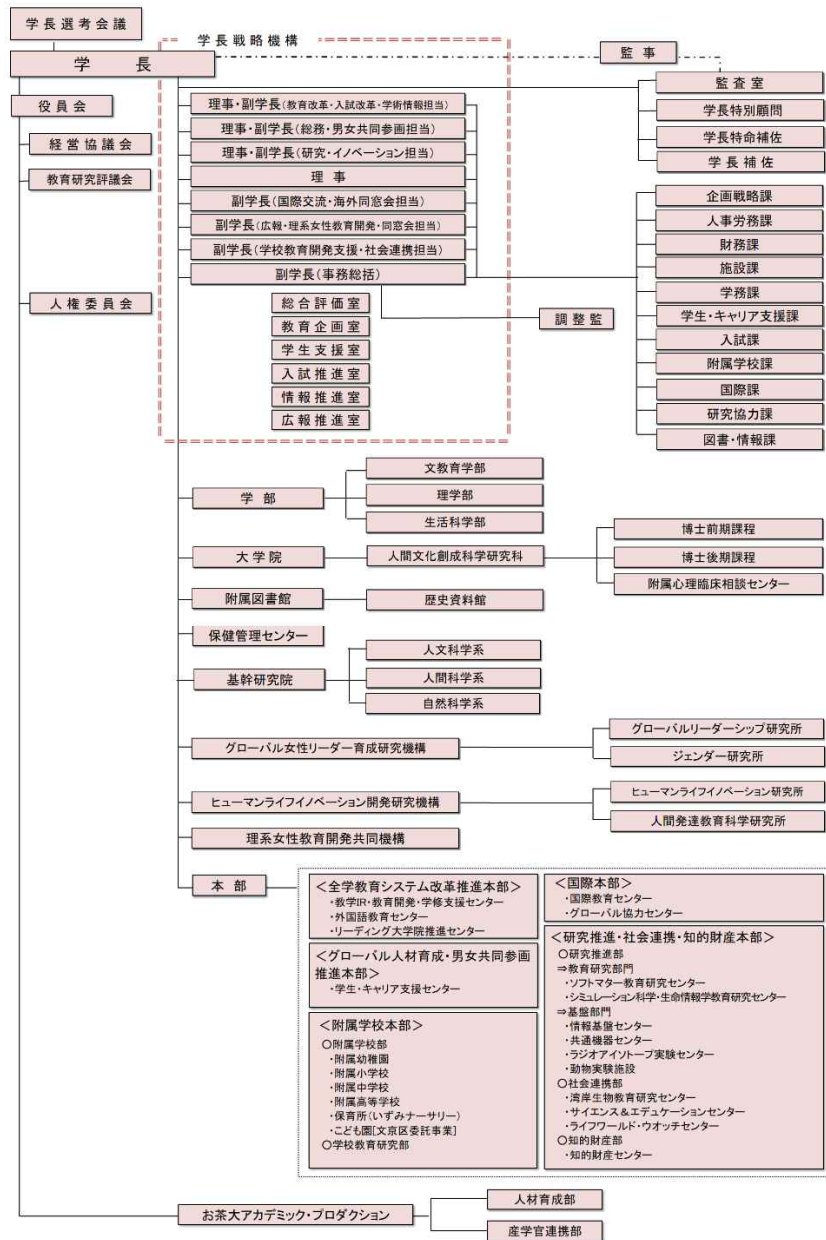 学長選考会議
学長戦略機構
監事
学長
監査室
役員会
理事・副学長(教育改革・入試改革・学術情報担当)
学長特別顧問
理事・副学長(総務・男女共同参画担当)
学長特命補佐
経営協議会
理事・副学長(研究・イノベーション担当)
学長補佐
教育研究評議会
理事
企画戦略課
副学長(国際交流・海外同窓会担当)
人事労務課
副学長(広報・理系女性教育開発・同窓会担当)
財務課
副学長(学校教育開発支援・社会連携担当)
施設課
副学長(事務総括)
学務課
人権委員会
総合評価室
調整監
学生・キャリア支援課
教育企画室
入試課
学生支援室
附属学校課
入試推進室
国際課
情報推進室
研究協力課
広報推進室
図書・情報課
文教育学部
学部
理学部
生活科学部
博士前期課程
大学院
人間文化創成科学研究科
博士後期課程
附属心理臨床相談センター
附属図書館
歴史資料館
保健管理センター
人文科学系
基幹研究院
人間科学系
自然科学系
グローバルリーダーシップ研究所
グローバル女性リーダー育成研究機構
ジェンダー研究所
ヒューマンライフイノベーション研究所
ヒューマンライフイノベーション開発研究機構
人間発達教育科学研究所
理系女性教育開発共同機構
本部
<全学教育システム改革推進本部>
・教学IR・教育開発・学修支援センター
・外国語教育センター
・リーディング大学院推進センター
<グローバル人材育成・男女共同参画
推進本部>
・学生・キャリア支援センター
<附属学校本部>
○附属学校部
・附属幼稚園
・附属小学校
・附属中学校
・附属高等学校
・保育所(いずみナーサリー)
・こども園[文京区委託事業]
○学校教育研究部
<国際本部>
・国際教育センター
・グローバル協力センター
<研究推進・社会連携・知的財産本部>
○研究推進部
⇒教育研究部門
・ソフトマター教育研究センター
・シミュレーション科学・生命情報学教育研究センター
⇒基盤部門
・情報基盤センター
・共通機器センター
・ラジオアイソトープ実験センター
・動物実験施設
○社会連携部
・湾岸生物教育研究センター
・サイエンス&エデュケーションセンター
・ライフワールド・ウオッチセンター
○知的財産部
・知的財産センター
お茶大アカデミック・プロダクション
人材育成部
産学官連携部